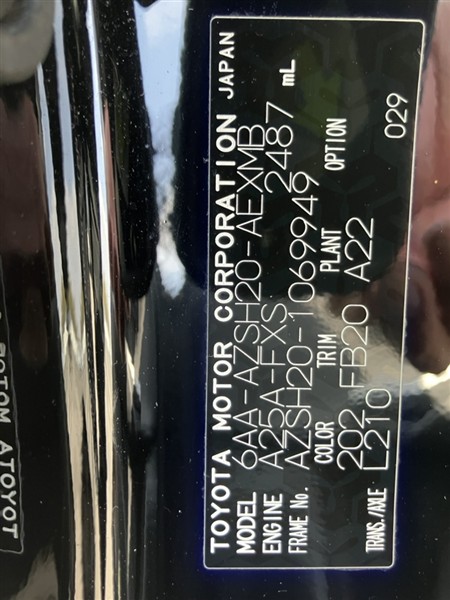 TOYOTA MOTOR CORPORATION JAPAN
MODEL 6AA-AZSH20-AEXMB
ENGINE A25A-FXS 2487 mL
FRAME No. AZSH20-1069949
COLOR TRIM PLANT OPTION
202 FB20 A22
TRANS./AXLE L210 029
ATOYOT